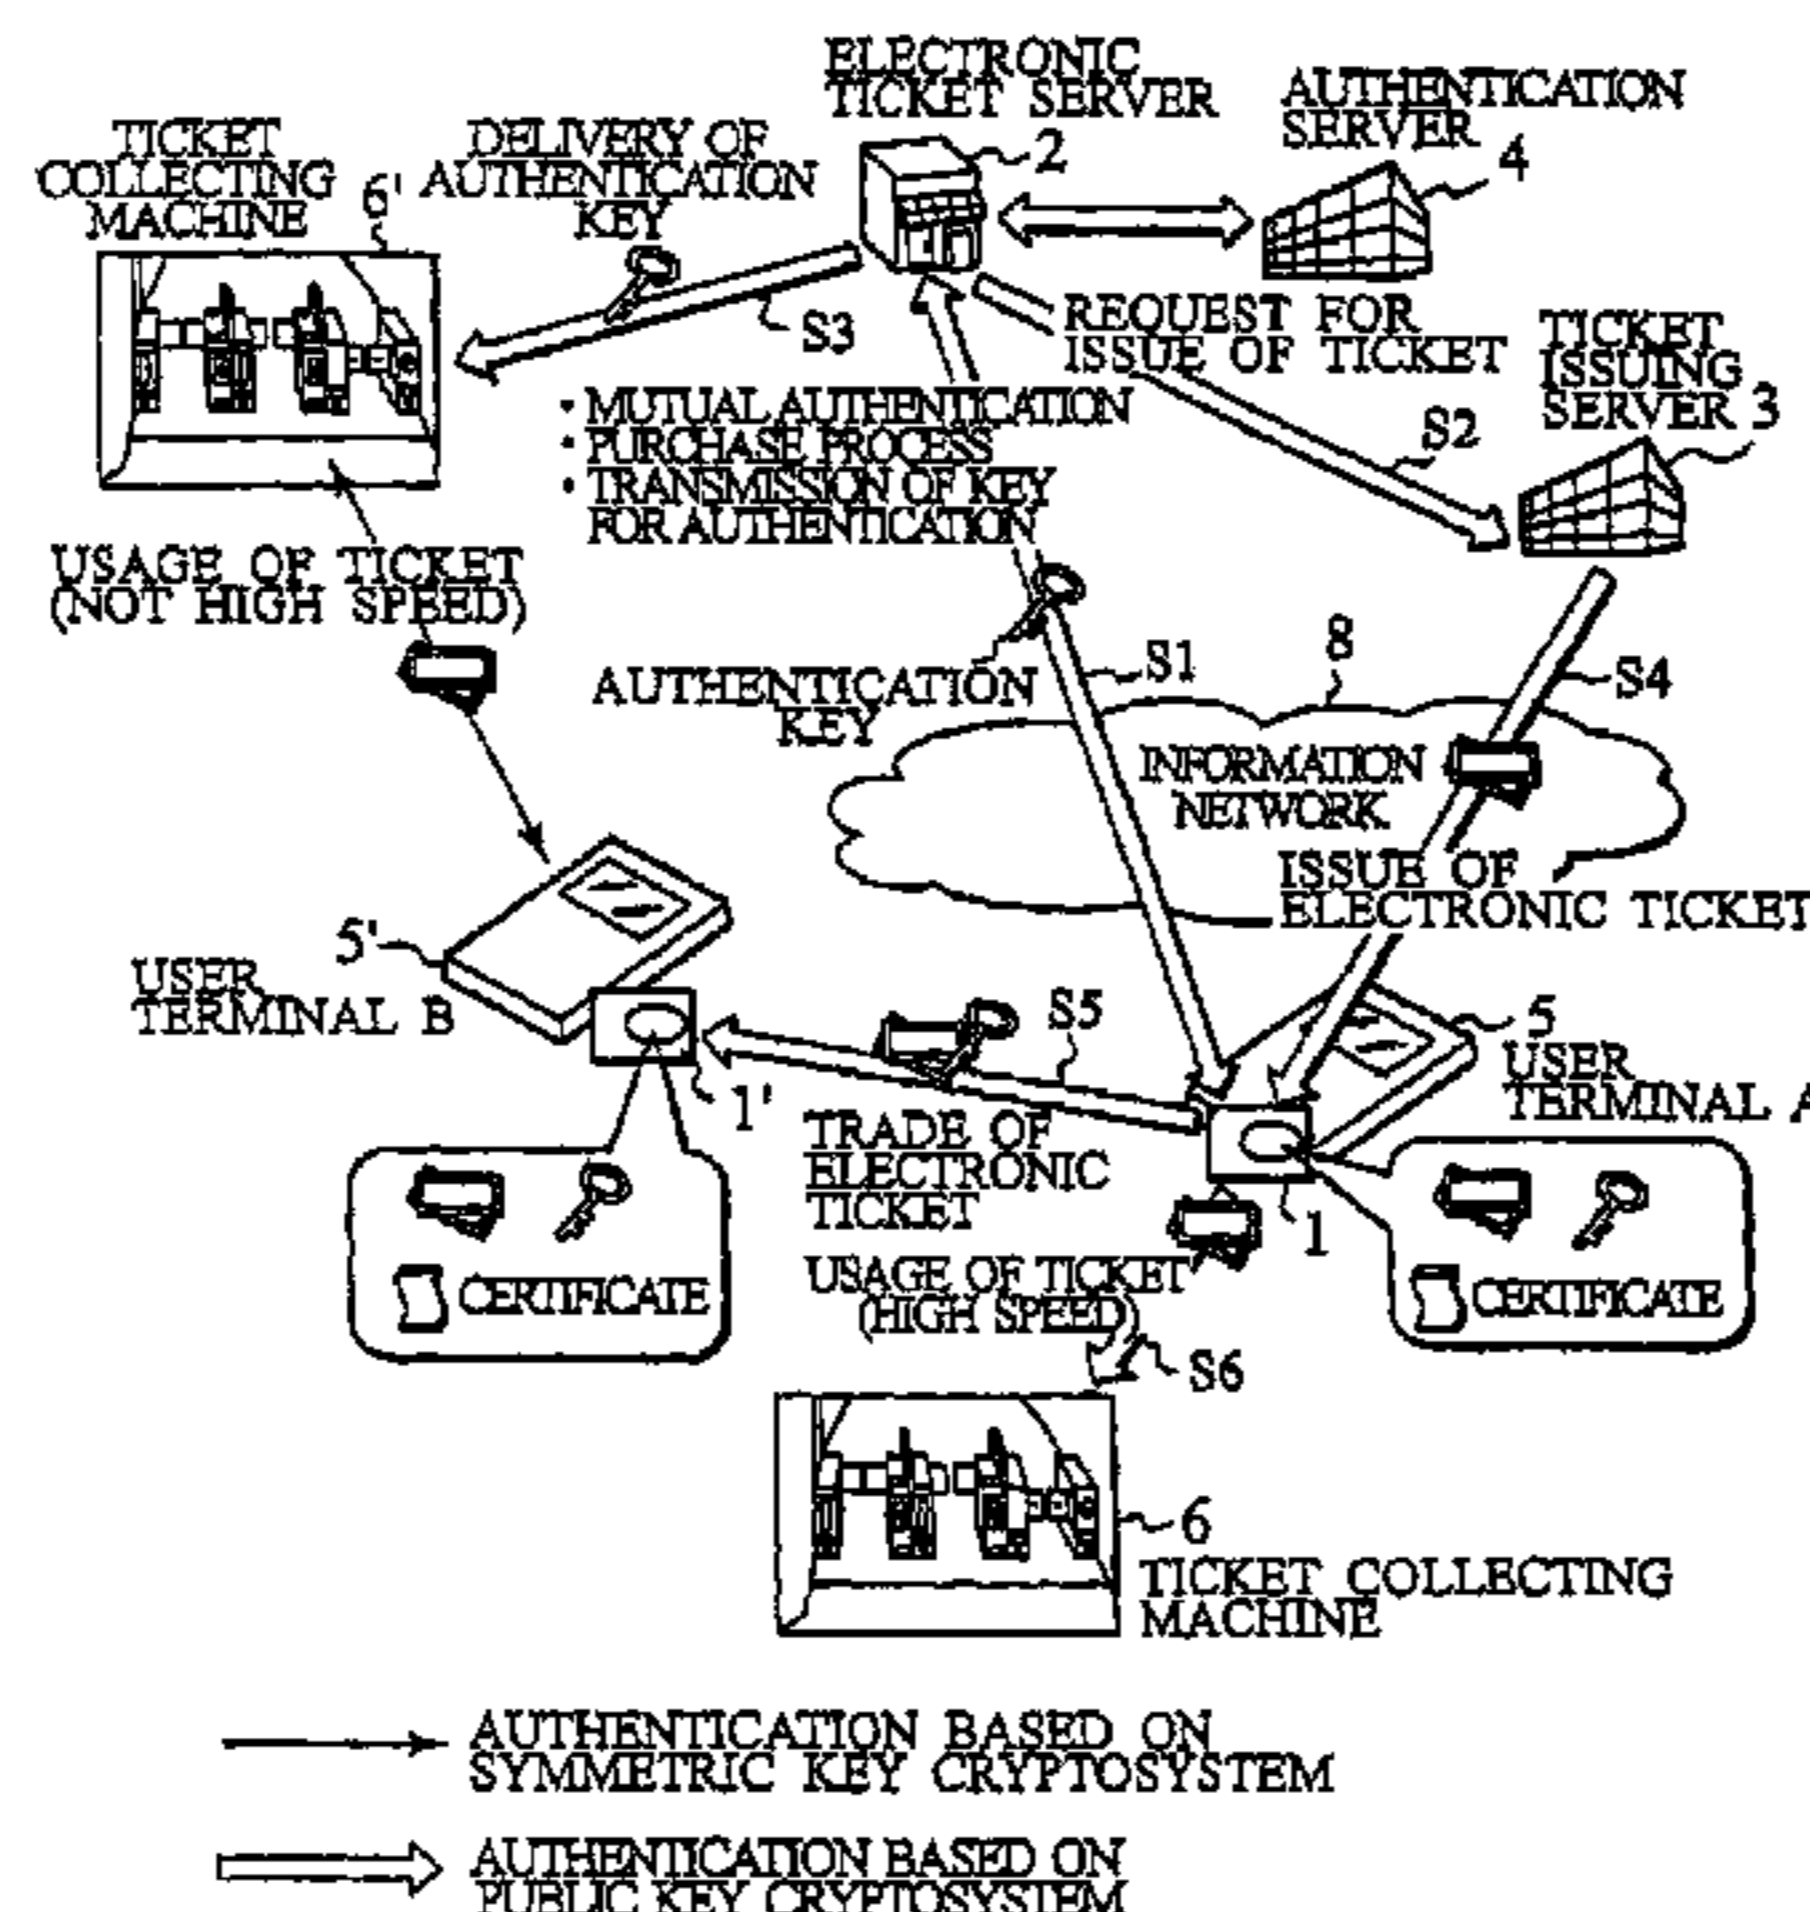 ELECTRONIC
TICKET SERVER
2
AUTHENTICATION
SERVER
4
TICKET
COLLECTING
MACHINE
6'
DELIVERY OF
AUTHENTICATION
KEY
S3
REQUEST FOR
ISSUE OF TICKET
TICKET
ISSUING
SERVER 3
S2
• MUTUAL AUTHENTICATION
• PURCHASE PROCESS
• TRANSMISSION OF KEY
FOR AUTHENTICATION
USAGE OF TICKET
(NOT HIGH SPEED)
AUTHENTICATION
KEY
S1
8
S4
INFORMATION
NETWORK
ISSUE OF
ELECTRONIC TICKET
5'
USER
TERMINAL B
S5
5
USER
TERMINAL A
1'
TRADE OF
ELECTRONIC
TICKET
1
USAGE OF TICKET
(HIGH SPEED)
CERTIFICATE
CERTIFICATE
S6
6
TICKET COLLECTING
MACHINE
AUTHENTICATION BASED ON
SYMMETRIC KEY CRYPTOSYSTEM
AUTHENTICATION BASED ON
PUBLIC KEY CRYPTOSYSTEM